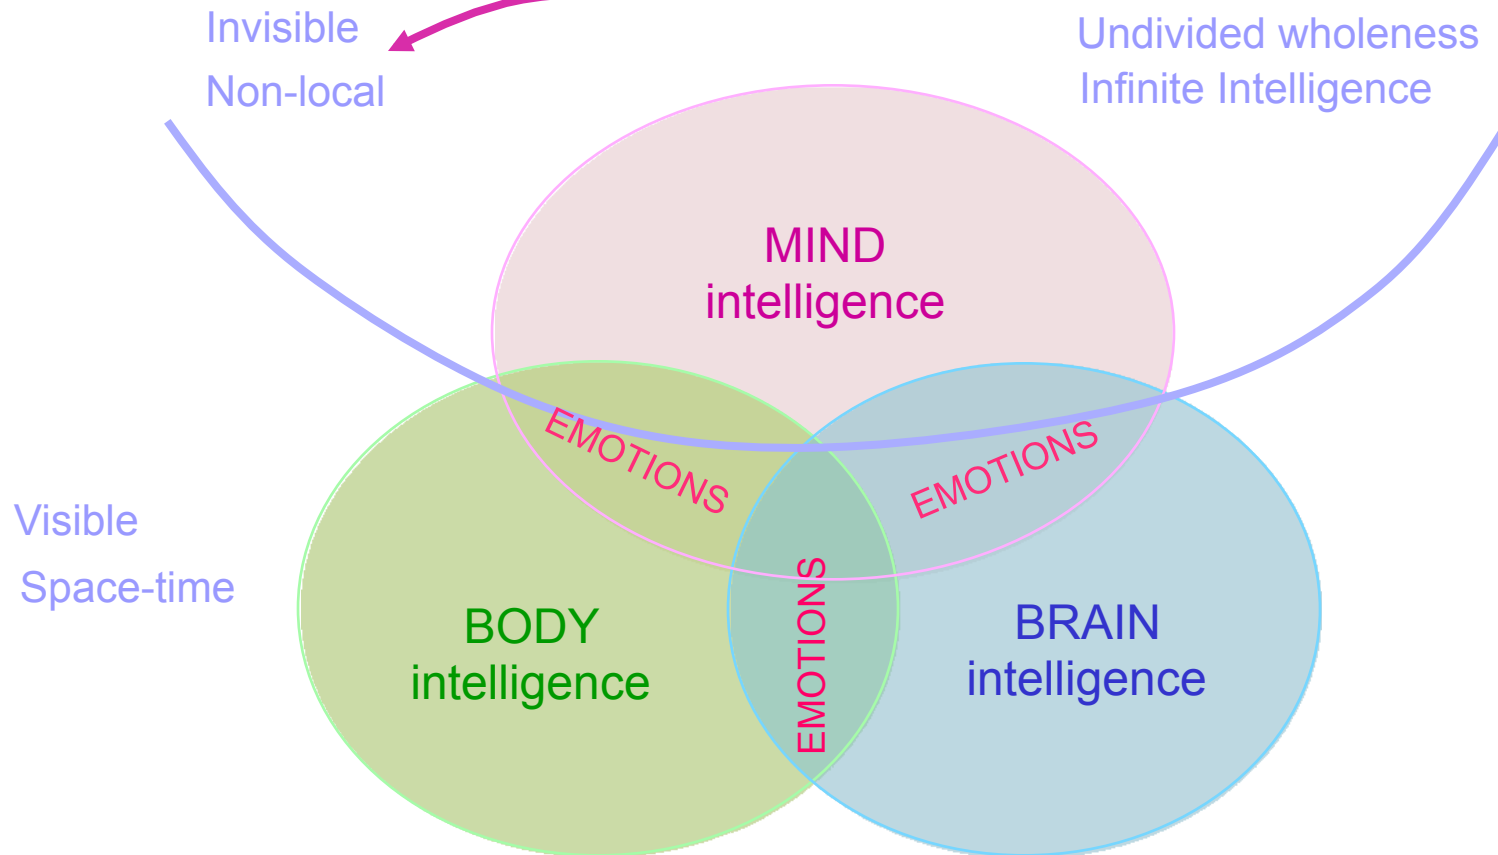 Invisible
Non-local
Undivided wholeness
Infinite Intelligence
MIND
intelligence
EMOTIONS
EMOTIONS
Visible
Space-time
EMOTIONS
BODY
intelligence
BRAIN
intelligence